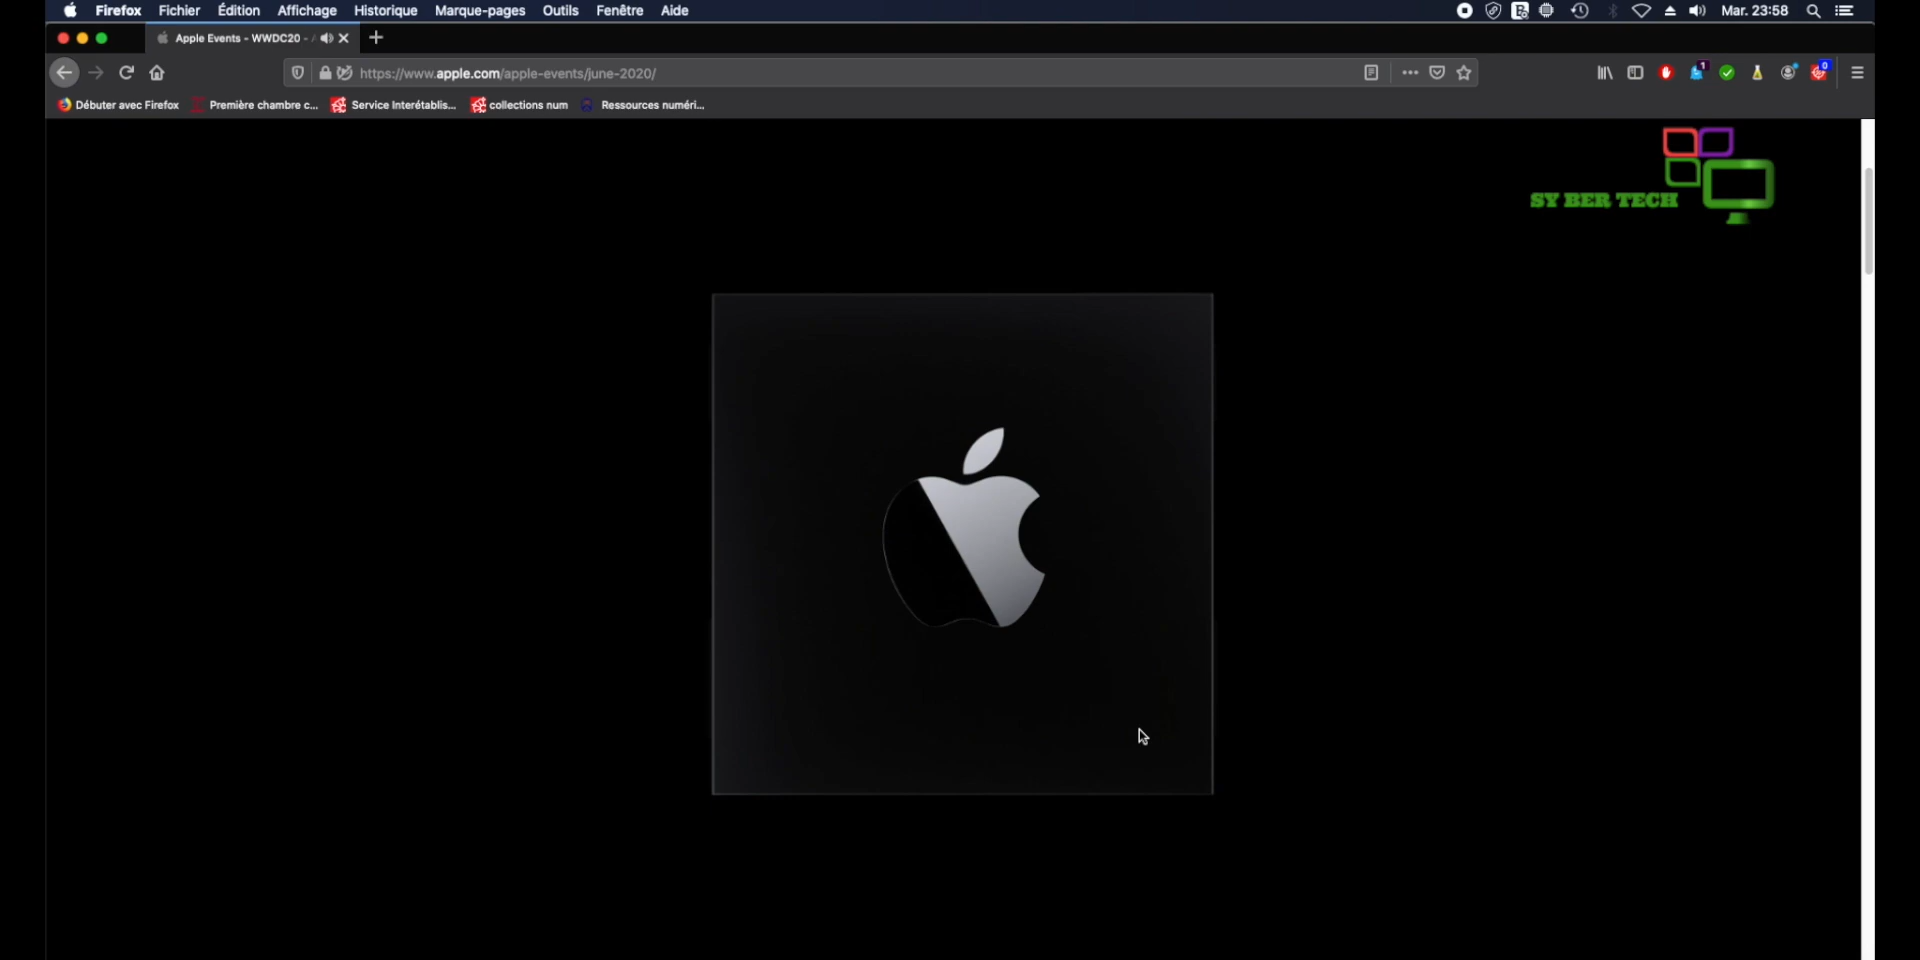 Firefox Fichier Édition Affichage Historique Marque-pages Outils Fenêtre Aide Mar. 23:58
Apple Events - WWDC20 -
https://www.apple.com/apple-events/june-2020/
1
0
Débuter avec Firefox Première chambre c... Service Interétablis... collections num Ressources numéri...
SY BER TECH